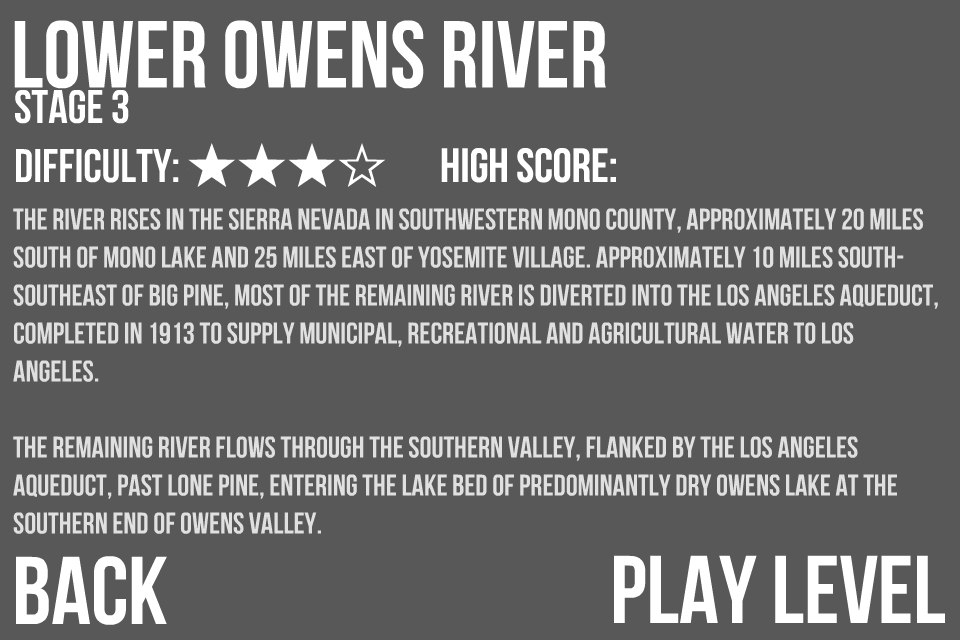 LOWER OWENS RIVER
STAGE 3
DIFFICULTY: ★★★☆ HIGH SCORE:
THE RIVER RISES IN THE SIERRA NEVADA IN SOUTHWESTERN MONO COUNTY, APPROXIMATELY 20 MILES
SOUTH OF MONO LAKE AND 25 MILES EAST OF YOSEMITE VILLAGE. APPROXIMATELY 10 MILES SOUTH-
SOUTHEAST OF BIG PINE, MOST OF THE REMAINING RIVER IS DIVERTED INTO THE LOS ANGELES AQUEDUCT,
COMPLETED IN 1913 TO SUPPLY MUNICIPAL, RECREATIONAL AND AGRICULTURAL WATER TO LOS
ANGELES.
THE REMAINING RIVER FLOWS THROUGH THE SOUTHERN VALLEY, FLANKED BY THE LOS ANGELES
AQUEDUCT, PAST LONE PINE, ENTERING THE LAKE BED OF PREDOMINANTLY DRY OWENS LAKE AT THE
SOUTHERN END OF OWENS VALLEY.
BACK PLAY LEVEL